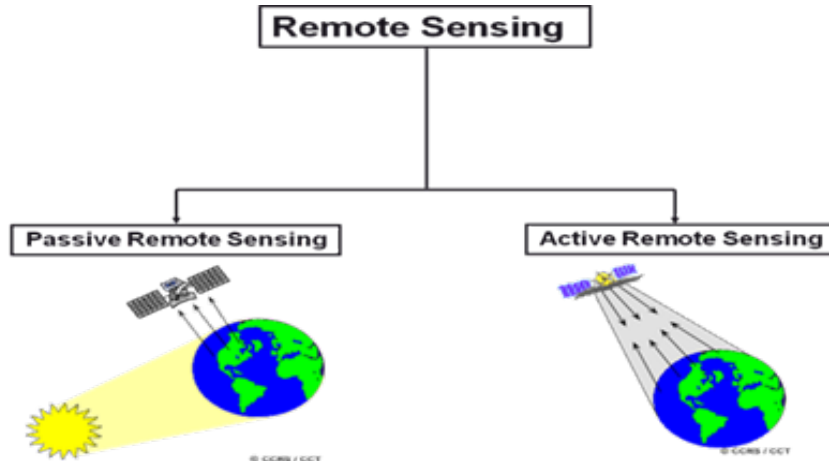 Remote Sensing
Passive Remote Sensing
Active Remote Sensing
© CCRS / CCT
© CCRS / CCT